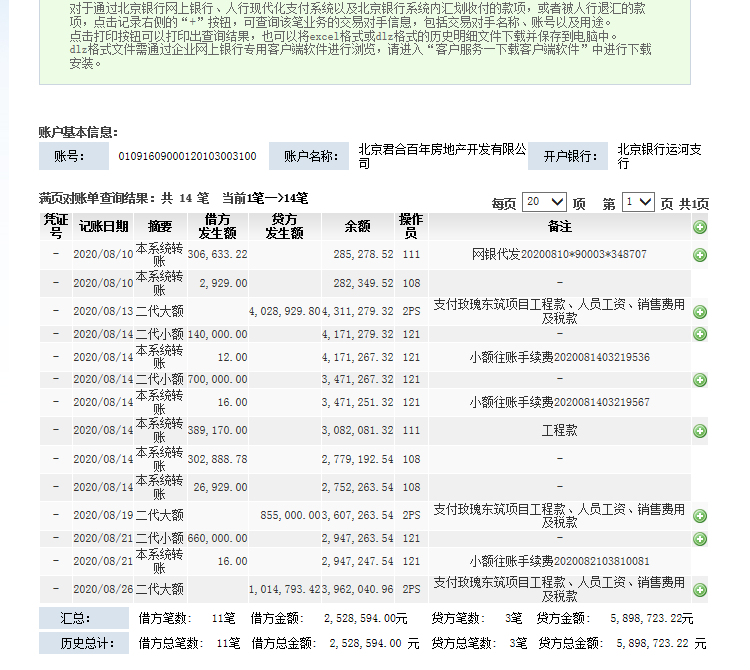 对于通过北京银行网上银行、人行现代化支付系统以及北京银行系统内汇划收付的款项，或者被人行退汇的款
项，点击记录右侧的“+”按钮，可查询该笔业务的交易对手信息，包括交易对手名称、账号以及用途。
点击打印按钮可以打印出查询结果，也可以将excel格式或dlz格式的历史明细文件下载并保存到电脑中。
dlz格式文件需通过企业网上银行专用客户端软件进行浏览，请进入“客户服务—下载客户端软件”中进行下载
安装。
账户基本信息：
账号： 01091609000120103003100 账户名称： 北京君合百年房地产开发有限公司 开户银行： 北京银行运河支行
满页对账单查询结果：共 14 笔 当前1笔—>14笔 每页 20 项 第 1 页 共1页
凭证号 记账日期 摘要 借方发生额 贷方发生额 余额 操作员 备注
- 2020/08/10 本系统转账 306,633.22 285,278.52 111 网银代发20200810*90003*348707
- 2020/08/10 本系统转账 2,929.00 282,349.52 108 -
- 2020/08/13 二代大额 4,028,929.80 4,311,279.32 2PS 支付玫瑰东筑项目工程款、人员工资、销售费用及税款
- 2020/08/14 二代小额 140,000.00 4,171,279.32 121 -
- 2020/08/14 本系统转账 12.00 4,171,267.32 121 小额往账手续费2020081403219536
- 2020/08/14 二代小额 700,000.00 3,471,267.32 121 -
- 2020/08/14 本系统转账 16.00 3,471,251.32 121 小额往账手续费2020081403219567
- 2020/08/14 本系统转账 389,170.00 3,082,081.32 111 工程款
- 2020/08/14 本系统转账 302,888.78 2,779,192.54 108 -
- 2020/08/14 本系统转账 26,929.00 2,752,263.54 108 -
- 2020/08/19 二代大额 855,000.00 3,607,263.54 2PS 支付玫瑰东筑项目工程款、人员工资、销售费用及税款
- 2020/08/21 二代小额 660,000.00 2,947,263.54 121 -
- 2020/08/21 本系统转账 16.00 2,947,247.54 121 小额往账手续费2020082103810081
- 2020/08/26 二代大额 1,014,793.42 3,962,040.96 2PS 支付玫瑰东筑项目工程款、人员工资、销售费用及税款
汇总： 借方笔数： 11笔 借方金额： 2,528,594.00元 贷方笔数： 3笔 贷方金额： 5,898,723.22元
历史总计： 借方总笔数： 11笔 借方总金额： 2,528,594.00 元 贷方总笔数： 3笔 贷方总金额： 5,898,723.22 元